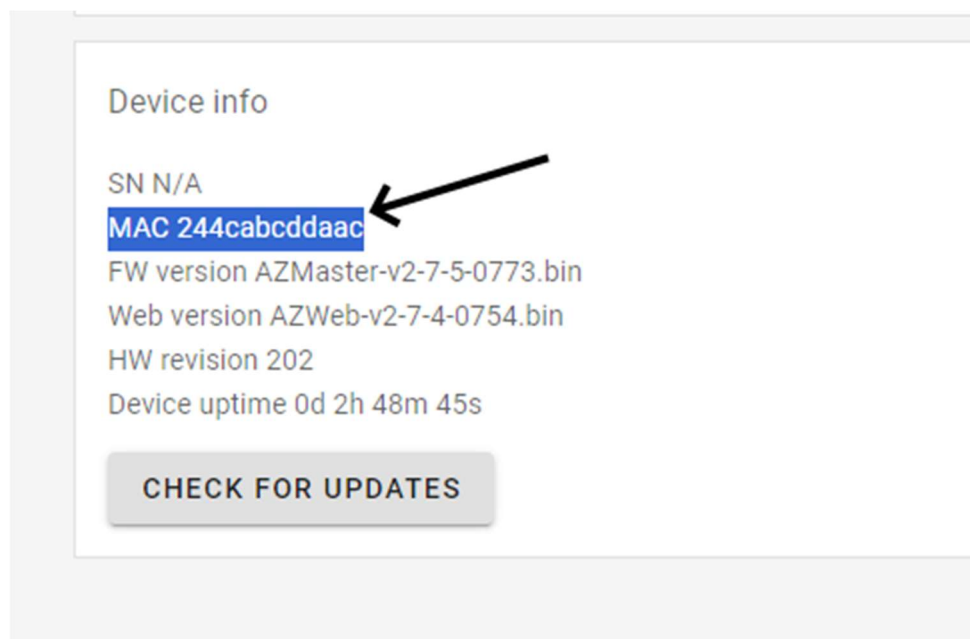 Device info
SN N/A
MAC 244cabcddaac
FW version AZMaster-v2-7-5-0773.bin
Web version AZWeb-v2-7-4-0754.bin
HW revision 202
Device uptime 0d 2h 48m 45s
CHECK FOR UPDATES